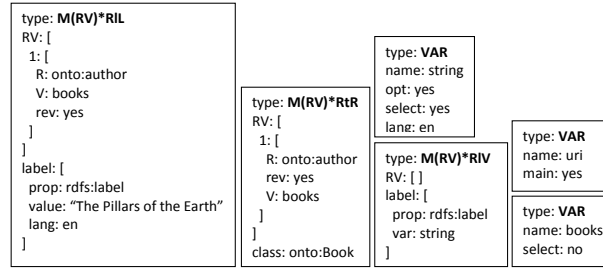 type: M(RV)*RlL
RV: [
1: [
R: onto:author
V: books
rev: yes
]
]
label: [
prop: rdfs:label
value: “The Pillars of the Earth”
lang: en
]
type: M(RV)*RtR
RV: [
1: [
R: onto:author
rev: yes
V: books
]
]
class: onto:Book
type: VAR
name: string
opt: yes
select: yes
lang: en
type: M(RV)*RlV
RV: [ ]
label: [
prop: rdfs:label
var: string
]
type: VAR
name: uri
main: yes
type: VAR
name: books
select: no